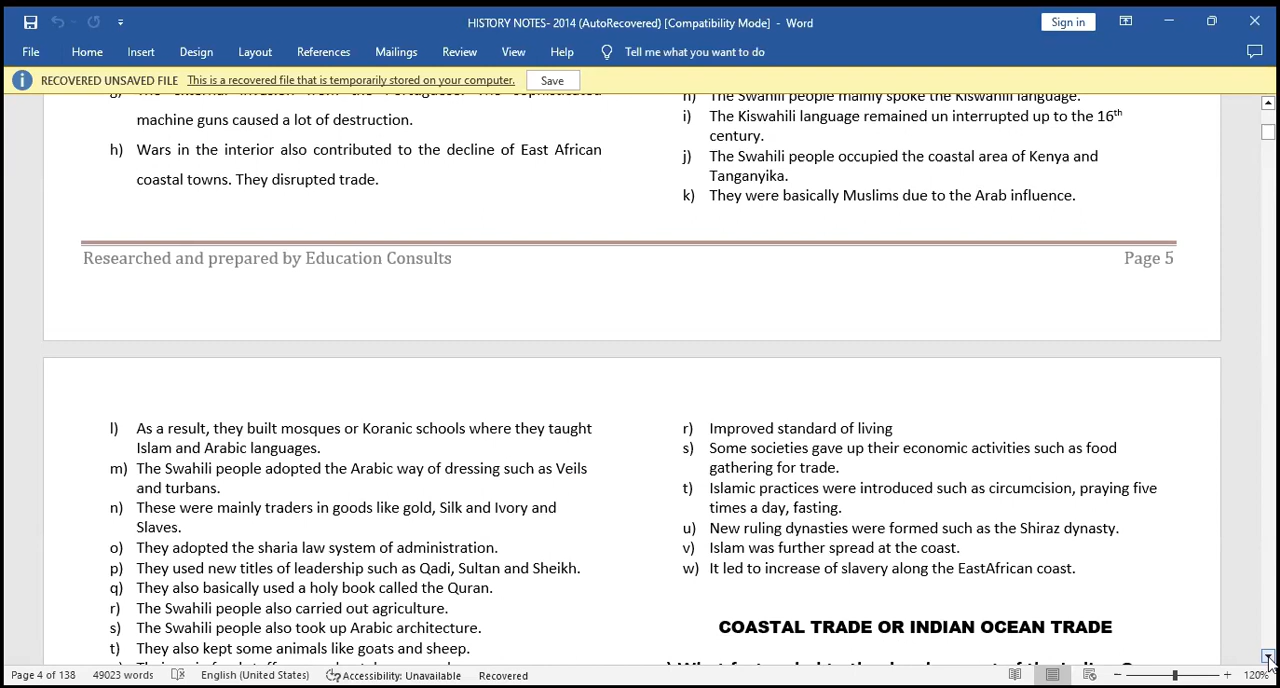 HISTORY NOTES- 2014 (AutoRecovered) [Compatibility Mode] - Word
Sign in
File Home Insert Design Layout References Mailings Review View Help Tell me what you want to do
RECOVERED UNSAVED FILE This is a recovered file that is temporarily stored on your computer. Save
g) The external invasion from the Portuguese. The sophisticated
machine guns caused a lot of destruction.
h) Wars in the interior also contributed to the decline of East African
coastal towns. They disrupted trade.
h) The Swahili people mainly spoke the Kiswahili language.
i) The Kiswahili language remained un interrupted up to the 16th
century.
j) The Swahili people occupied the coastal area of Kenya and
Tanganyika.
k) They were basically Muslims due to the Arab influence.
Researched and prepared by Education Consults Page 5
l) As a result, they built mosques or Koranic schools where they taught
Islam and Arabic languages.
m) The Swahili people adopted the Arabic way of dressing such as Veils
and turbans.
n) These were mainly traders in goods like gold, Silk and Ivory and
Slaves.
o) They adopted the sharia law system of administration.
p) They used new titles of leadership such as Qadi, Sultan and Sheikh.
q) They also basically used a holy book called the Quran.
r) The Swahili people also carried out agriculture.
s) The Swahili people also took up Arabic architecture.
t) They also kept some animals like goats and sheep.
r) Improved standard of living
s) Some societies gave up their economic activities such as food
gathering for trade.
t) Islamic practices were introduced such as circumcision, praying five
times a day, fasting.
u) New ruling dynasties were formed such as the Shiraz dynasty.
v) Islam was further spread at the coast.
w) It led to increase of slavery along the EastAfrican coast.
COASTAL TRADE OR INDIAN OCEAN TRADE
Page 4 of 138 49023 words English (United States) Accessibility: Unavailable Recovered 120%